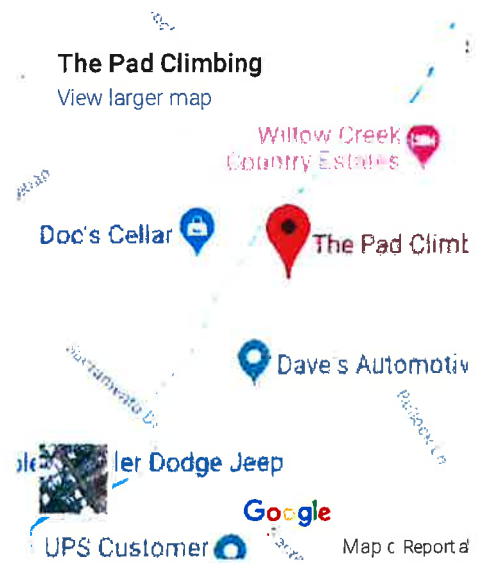 The Pad Climbing
View larger map
Willow Creek
Country Estates
Doc's Cellar
The Pad Climb
Dave's Automotiv
Sacramento D
ler Dodge Jeep
Google
UPS Customer
Map d Report a